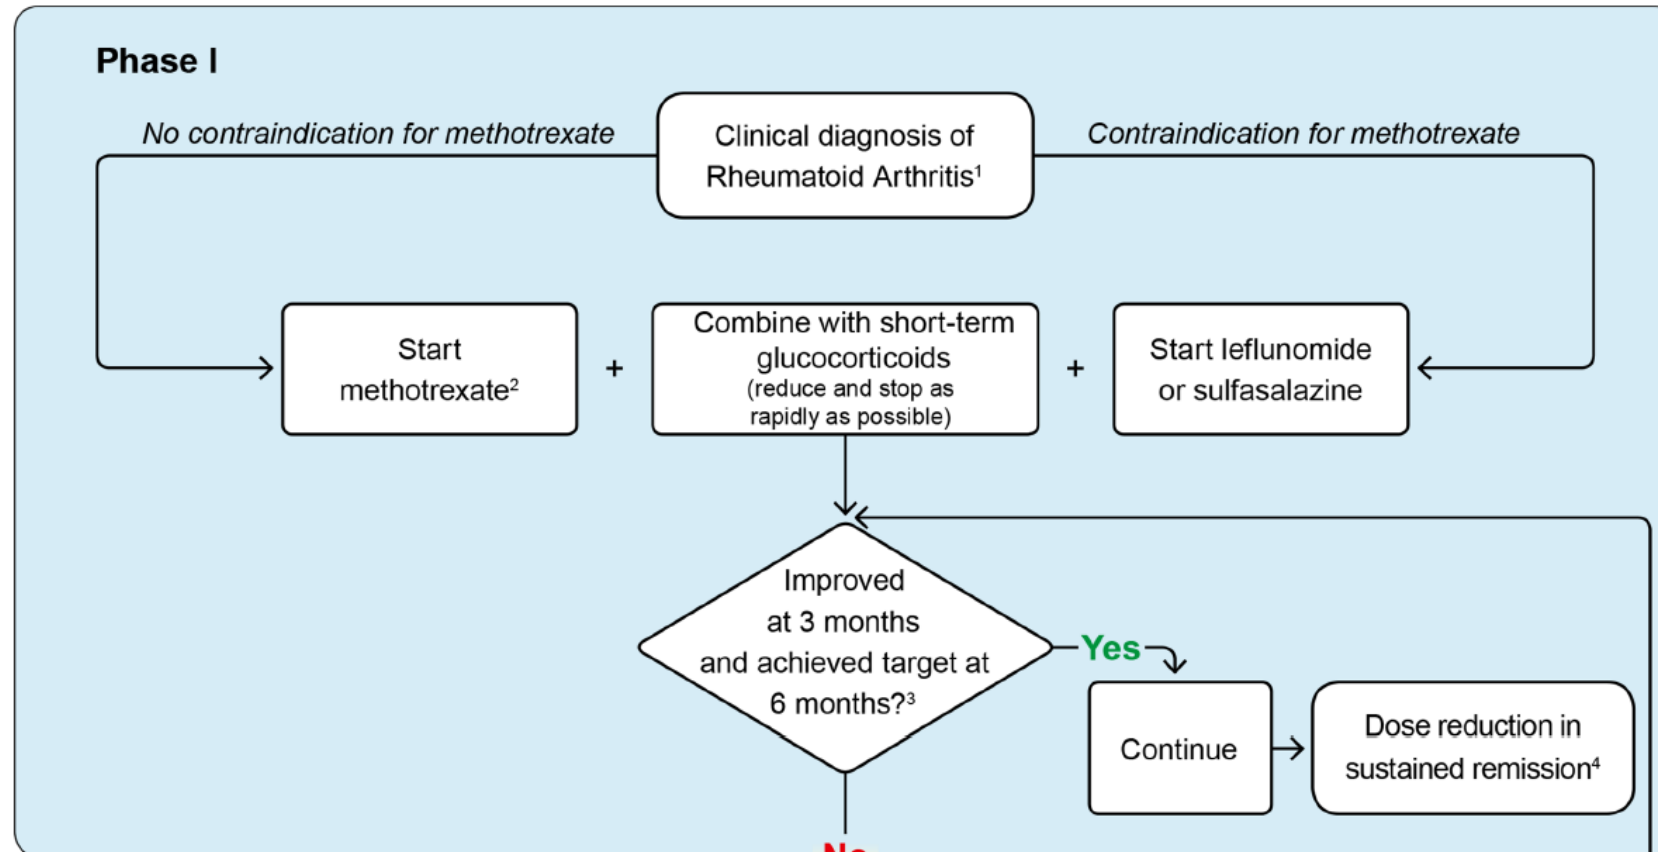 Phase I
No contraindication for methotrexate
Clinical diagnosis of
Rheumatoid Arthritis¹
Contraindication for methotrexate
Start
methotrexate²
+
Combine with short-term
glucocorticoids
(reduce and stop as
rapidly as possible)
+
Start leflunomide
or sulfasalazine
Improved
at 3 months
and achieved target at
6 months?³
Yes
Continue
Dose reduction in
sustained remission⁴
No